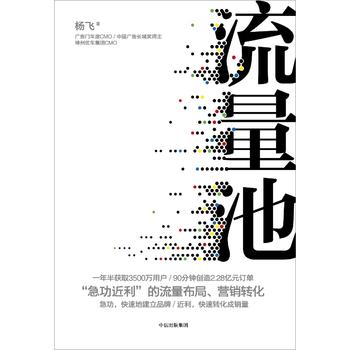 杨飞 著
广告门年度CMO / 中国广告长城奖得主
神州优车集团CMO
流量池
一年半获取3500万用户 / 90分钟创造2.28亿元订单
“急功近利”的流量布局、营销转化
急功，快速地建立品牌 / 近利，快速转化成销量
中信出版集团